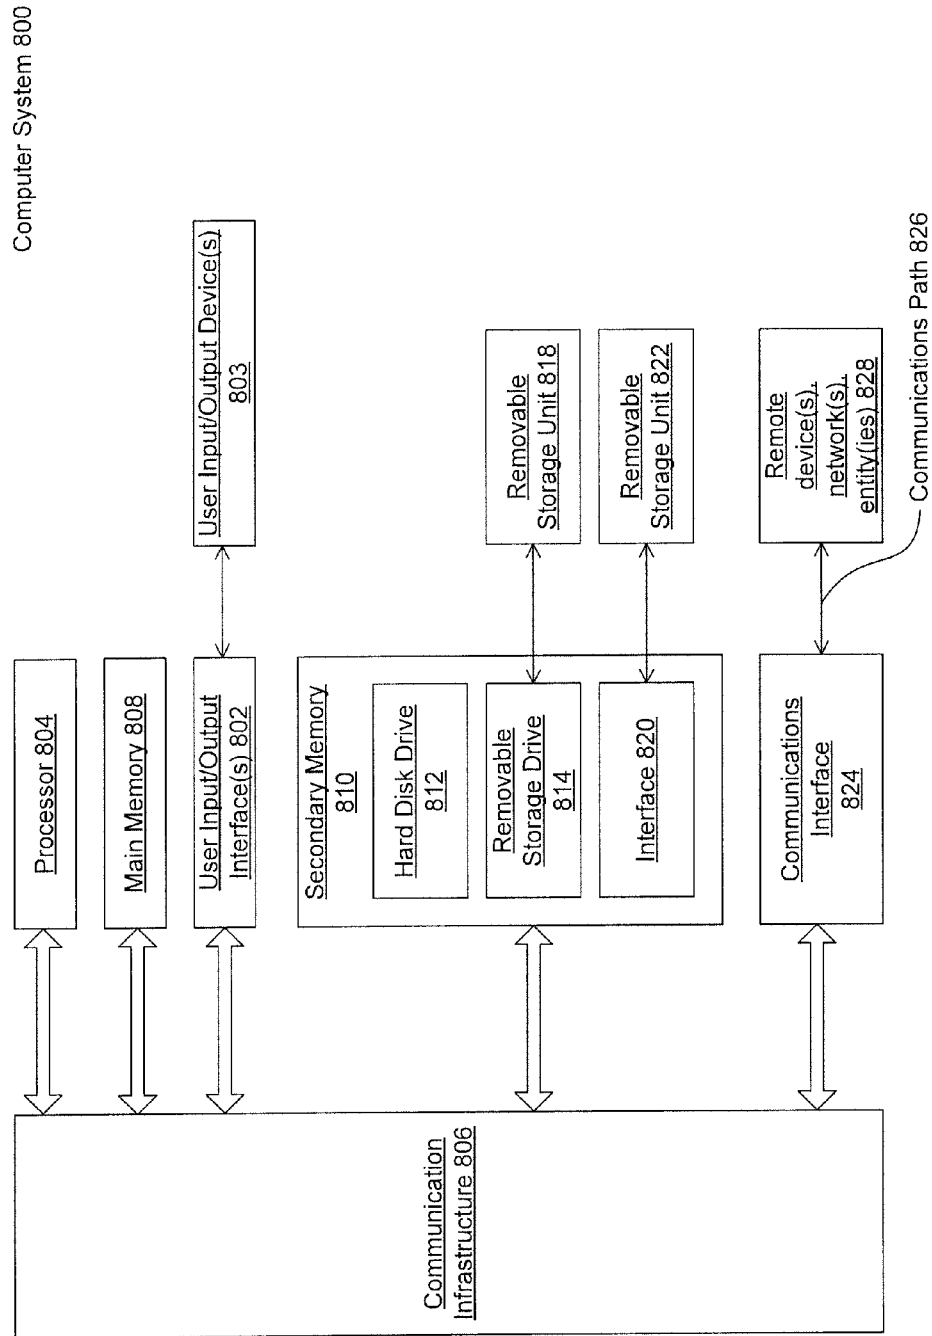 Computer System 800
Processor 804
Main Memory 808
User Input/Output
Interface(s) 802
User Input/Output Device(s)
803
Secondary Memory
810
Hard Disk Drive
812
Removable
Storage Drive
814
Interface 820
Removable
Storage Unit 818
Removable
Storage Unit 822
Communications
Interface
824
Remote
device(s),
network(s),
entity(ies) 828
Communications Path 826
Communication
Infrastructure 806